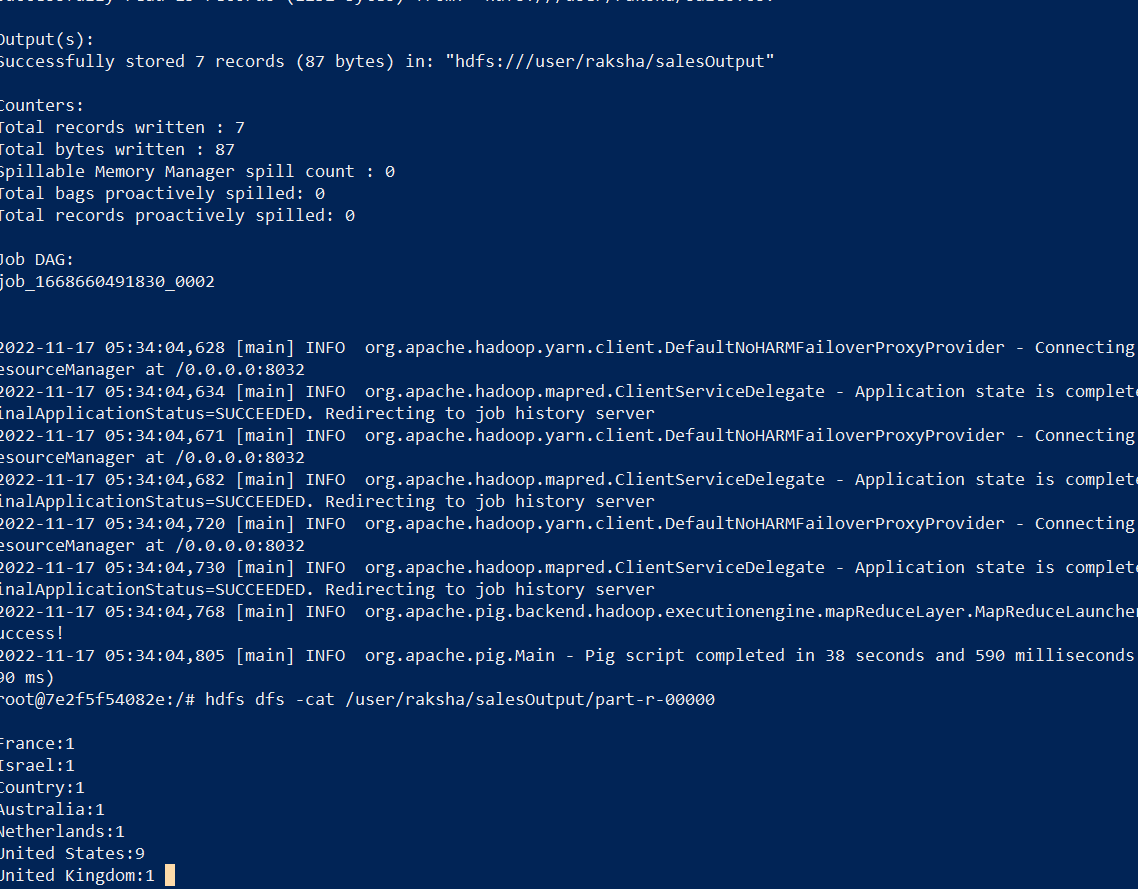 Output(s):
Successfully stored 7 records (87 bytes) in: "hdfs:///user/raksha/salesOutput"
Counters:
Total records written : 7
Total bytes written : 87
Spillable Memory Manager spill count : 0
Total bags proactively spilled: 0
Total records proactively spilled: 0
Job DAG:
job_1668660491830_0002
2022-11-17 05:34:04,628 [main] INFO  org.apache.hadoop.yarn.client.DefaultNoHARMFailoverProxyProvider - Connecting
esourceManager at /0.0.0.0:8032
2022-11-17 05:34:04,634 [main] INFO  org.apache.hadoop.mapred.ClientServiceDelegate - Application state is complete
inalApplicationStatus=SUCCEEDED. Redirecting to job history server
2022-11-17 05:34:04,671 [main] INFO  org.apache.hadoop.yarn.client.DefaultNoHARMFailoverProxyProvider - Connecting
esourceManager at /0.0.0.0:8032
2022-11-17 05:34:04,682 [main] INFO  org.apache.hadoop.mapred.ClientServiceDelegate - Application state is complete
inalApplicationStatus=SUCCEEDED. Redirecting to job history server
2022-11-17 05:34:04,720 [main] INFO  org.apache.hadoop.yarn.client.DefaultNoHARMFailoverProxyProvider - Connecting
esourceManager at /0.0.0.0:8032
2022-11-17 05:34:04,730 [main] INFO  org.apache.hadoop.mapred.ClientServiceDelegate - Application state is complete
inalApplicationStatus=SUCCEEDED. Redirecting to job history server
2022-11-17 05:34:04,768 [main] INFO  org.apache.pig.backend.hadoop.executionengine.mapReduceLayer.MapReduceLauncher
uccess!
2022-11-17 05:34:04,805 [main] INFO  org.apache.pig.Main - Pig script completed in 38 seconds and 590 milliseconds
90 ms)
root@7e2f5f54082e:/# hdfs dfs -cat /user/raksha/salesOutput/part-r-00000
France:1
Israel:1
Country:1
Australia:1
Netherlands:1
United States:9
United Kingdom:1